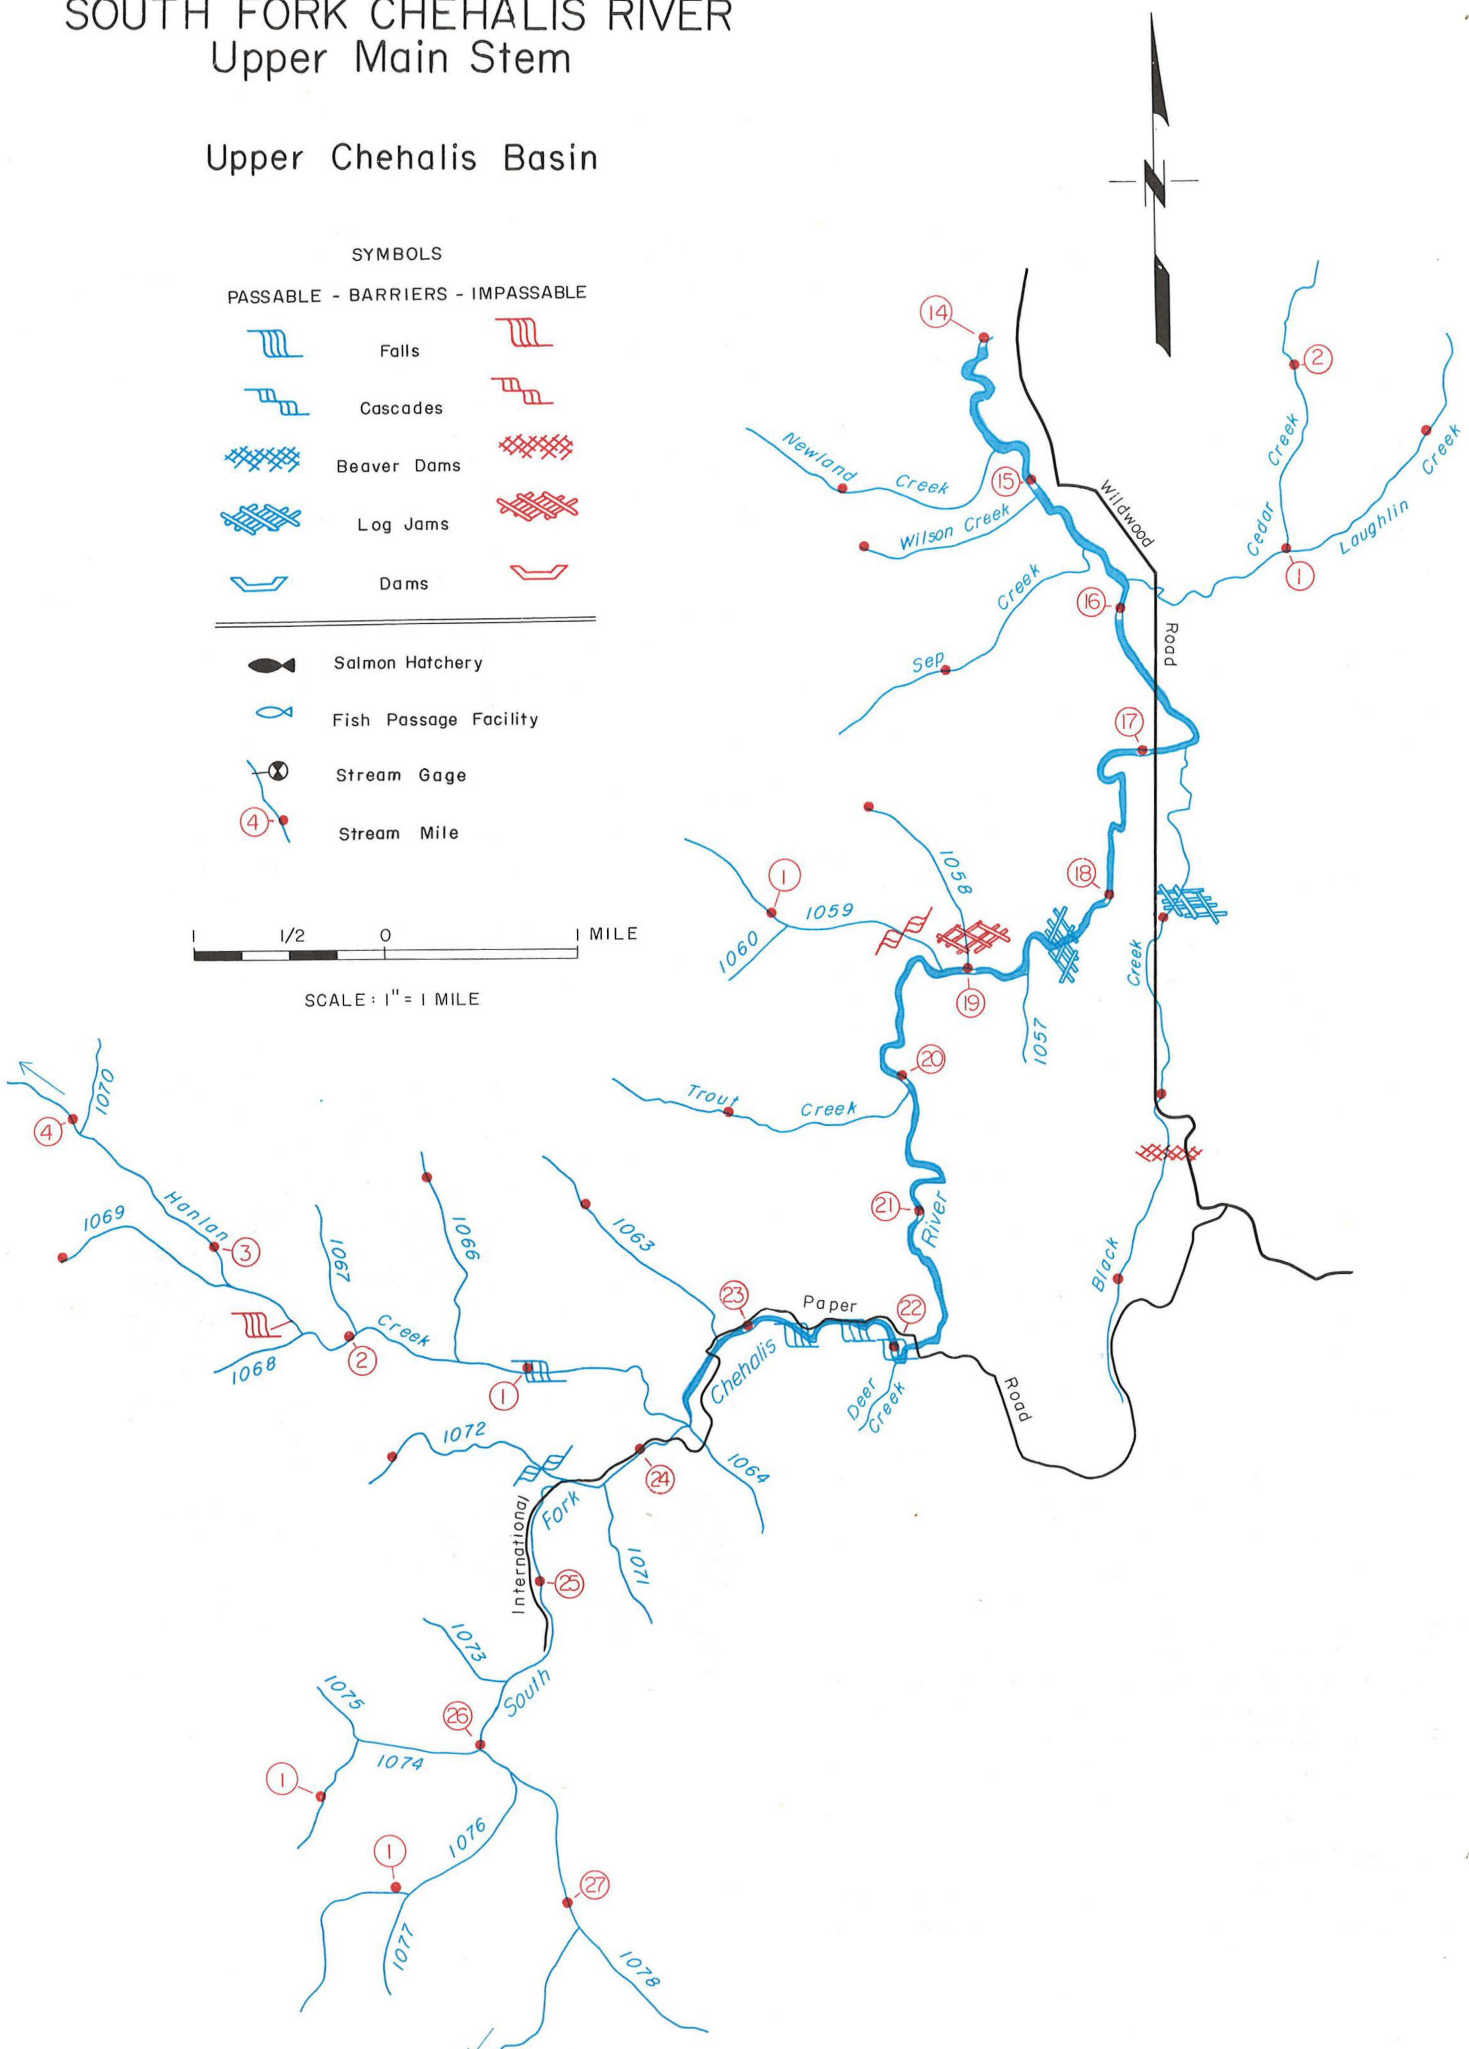 SOUTH FORK CHEHALIS RIVER
Upper Main Stem
Upper Chehalis Basin
SYMBOLS
PASSABLE - BARRIERS - IMPASSABLE
Falls
Cascades
Beaver Dams
Log Jams
Dams
Salmon Hatchery
Fish Passage Facility
Stream Gage
4
Stream Mile
1 1/2 0 1 MILE
SCALE: 1" = 1 MILE
N
14
2
Newland Creek
15
Wildwood Road
Cedar Creek
Laughlin Creek
Wilson Creek
1
Sep Creek
16
17
1058
18
1
1059
1060
19
1057
Black Creek
20
Trout Creek
21
River
1070
4
Hanlan Creek
1069
3
1067
1066
1063
23
Paper
22
Chehalis
2
1068
1
Deer Creek
Road
1072
24
1064
International
Fork
1071
25
1073
South
1075
26
1074
1
1076
1
27
1077
1078